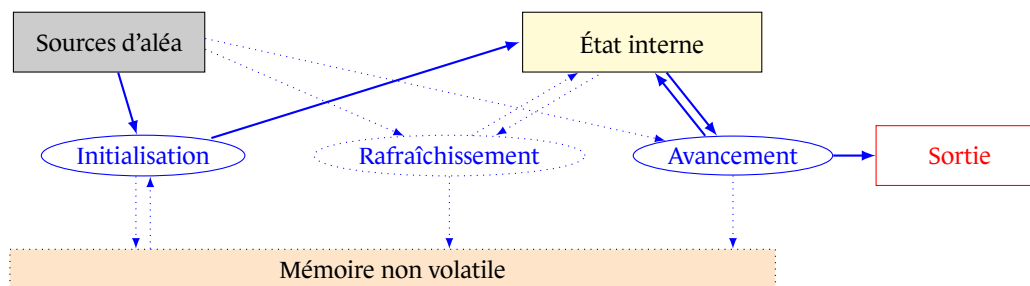 Sources d'aléa
État interne
Initialisation
Rafraîchissement
Avancement
Sortie
Mémoire non volatile